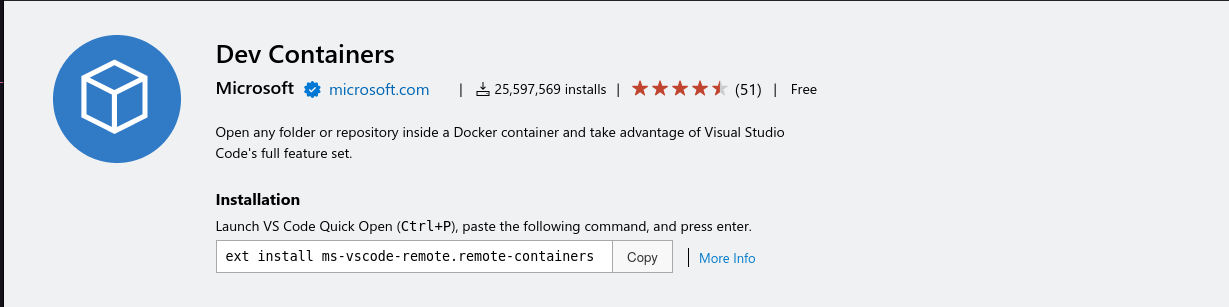 Dev Containers
Microsoft microsoft.com | 25,597,569 installs | (51) | Free
Open any folder or repository inside a Docker container and take advantage of Visual Studio
Code's full feature set.
Installation
Launch VS Code Quick Open (Ctrl+P), paste the following command, and press enter.
ext install ms-vscode-remote.remote-containers Copy | More Info